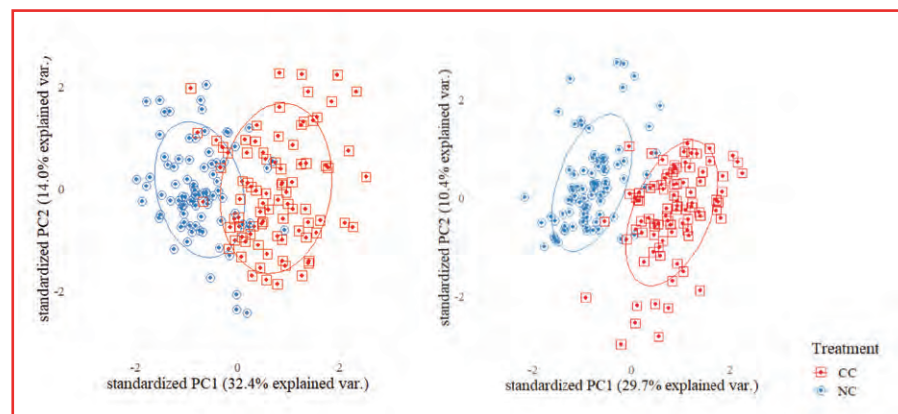 standardized PC2 (14.0% explained var.)
2
0
-2
-2
0
2
standardized PC1 (32.4% explained var.)
standardized PC2 (10.4% explained var.)
2
0
-2
-2
0
2
standardized PC1 (29.7% explained var.)
Treatment
CC
NC